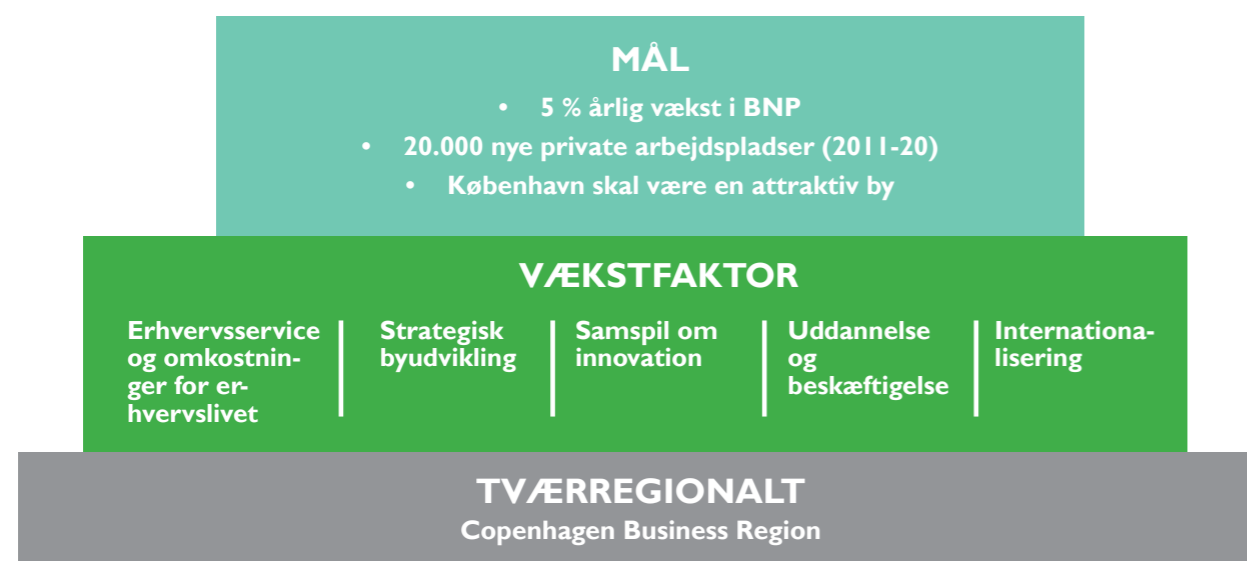 MÅL
• 5 % årlig vækst i BNP
• 20.000 nye private arbejdspladser (2011-20)
• København skal være en attraktiv by
VÆKSTFAKTOR
Erhvervsservice
og omkostnin-
ger for er-
hvervslivet
Strategisk
byudvikling
Samspil om
innovation
Uddannelse
og
beskæftigelse
Internationa-
lisering
TVÆRREGIONALT
Copenhagen Business Region